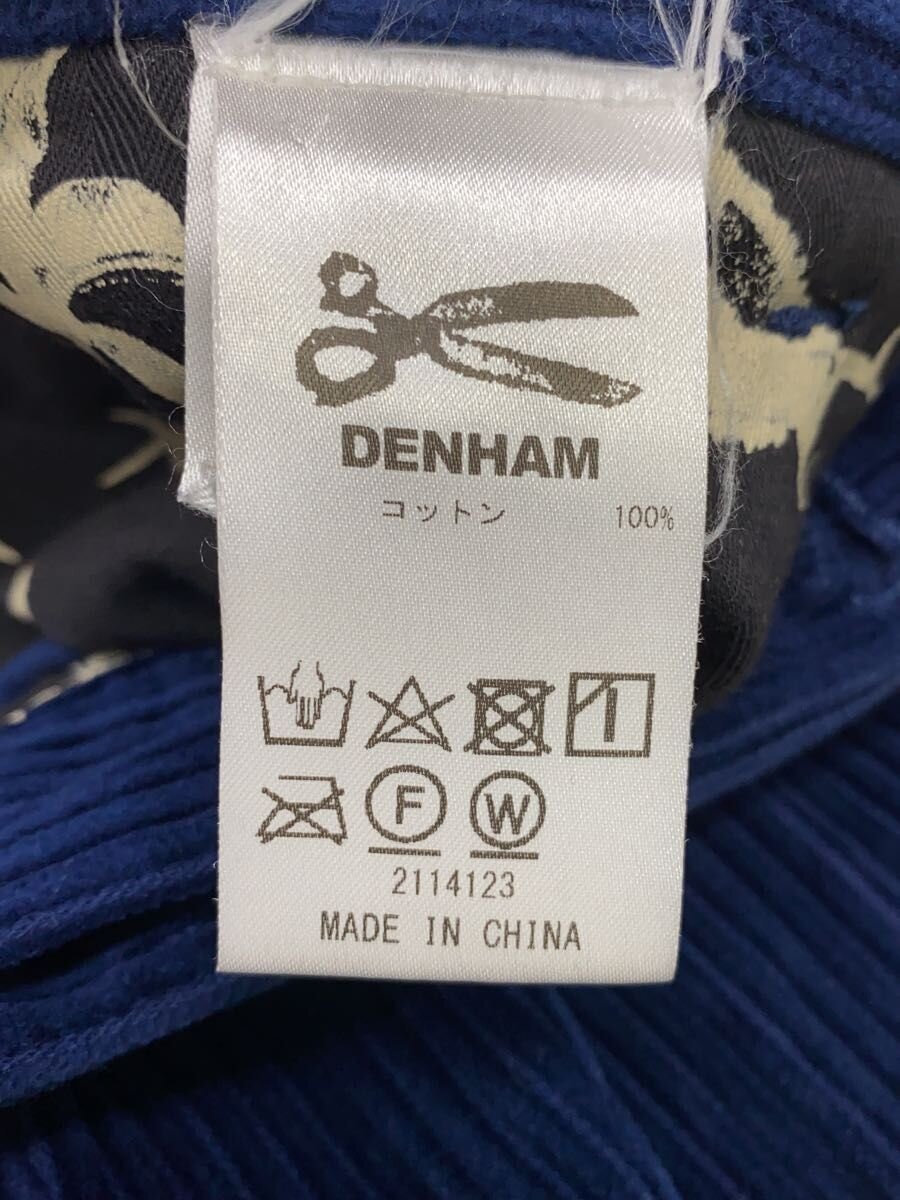 DENHAM
コットン 100%
F W
2114123
MADE IN CHINA